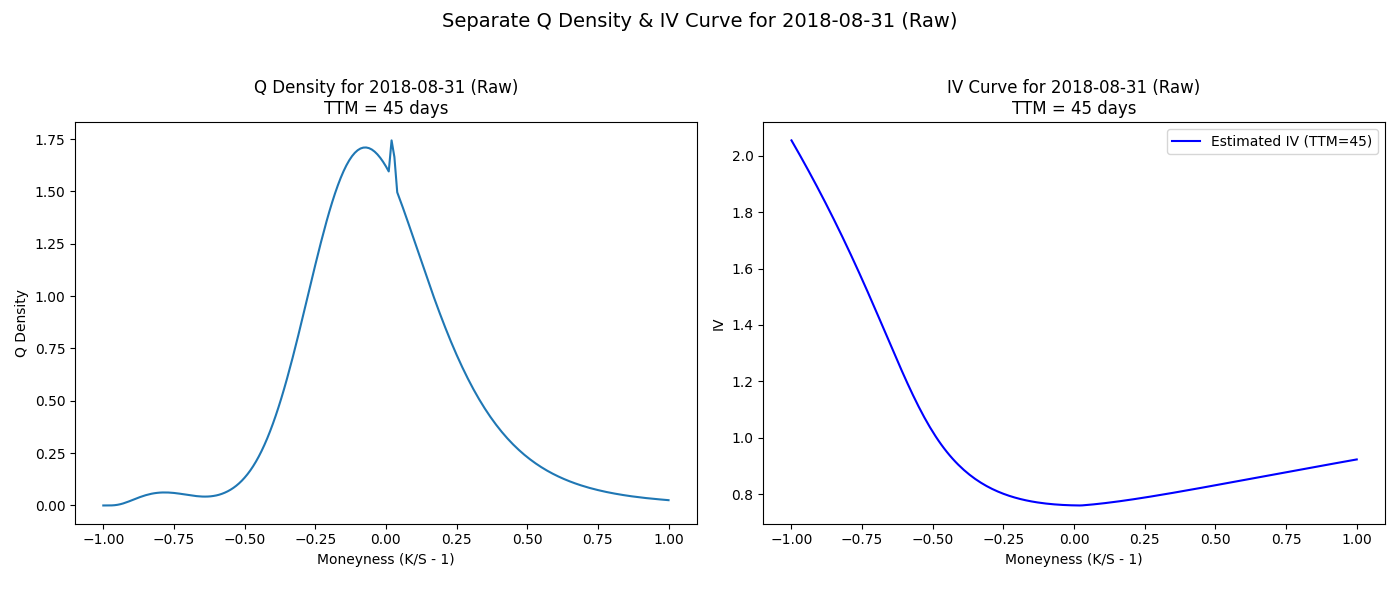 Separate Q Density & IV Curve for 2018-08-31 (Raw)
Q Density for 2018-08-31 (Raw)
TTM = 45 days
Q Density
1.75
1.50
1.25
1.00
0.75
0.50
0.25
0.00
−1.00 −0.75 −0.50 −0.25 0.00 0.25 0.50 0.75 1.00
Moneyness (K/S - 1)
IV Curve for 2018-08-31 (Raw)
TTM = 45 days
Estimated IV (TTM=45)
IV
2.0
1.8
1.6
1.4
1.2
1.0
0.8
−1.00 −0.75 −0.50 −0.25 0.00 0.25 0.50 0.75 1.00
Moneyness (K/S - 1)